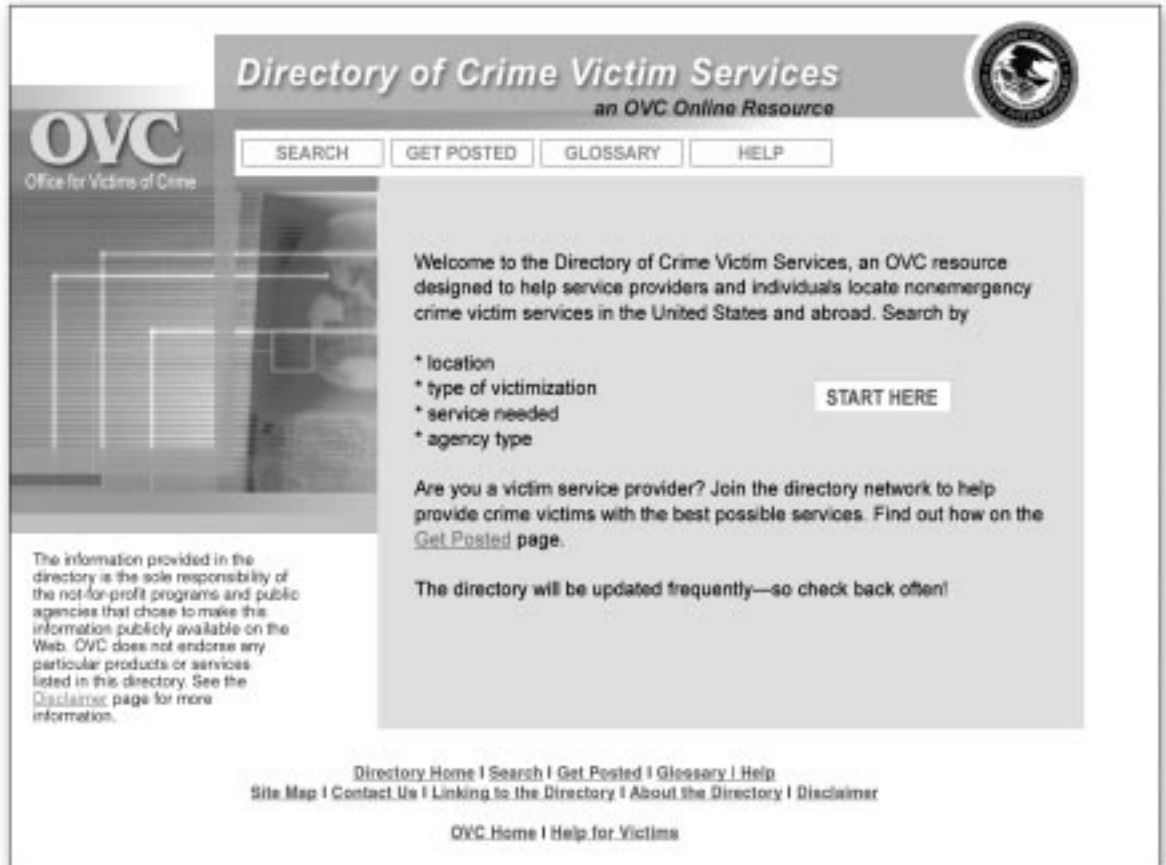 Directory of Crime Victim Services
an OVC Online Resource
OVC
Office for Victims of Crime
SEARCH
GET POSTED
GLOSSARY
HELP
Welcome to the Directory of Crime Victim Services, an OVC resource
designed to help service providers and individuals locate nonemergency
crime victim services in the United States and abroad. Search by
* location
* type of victimization
* service needed
* agency type
START HERE
Are you a victim service provider? Join the directory network to help
provide crime victims with the best possible services. Find out how on the
Get Posted page.
The directory will be updated frequently—so check back often!
The information provided in the
directory is the sole responsibility of
the not-for-profit programs and public
agencies that chose to make this
information publicly available on the
Web. OVC does not endorse any
particular products or services
listed in this directory. See the
Disclaimer page for more
information.
Directory Home I Search I Get Posted I Glossary I Help
Site Map I Contact Us I Linking to the Directory I About the Directory I Disclaimer
OVC Home I Help for Victims